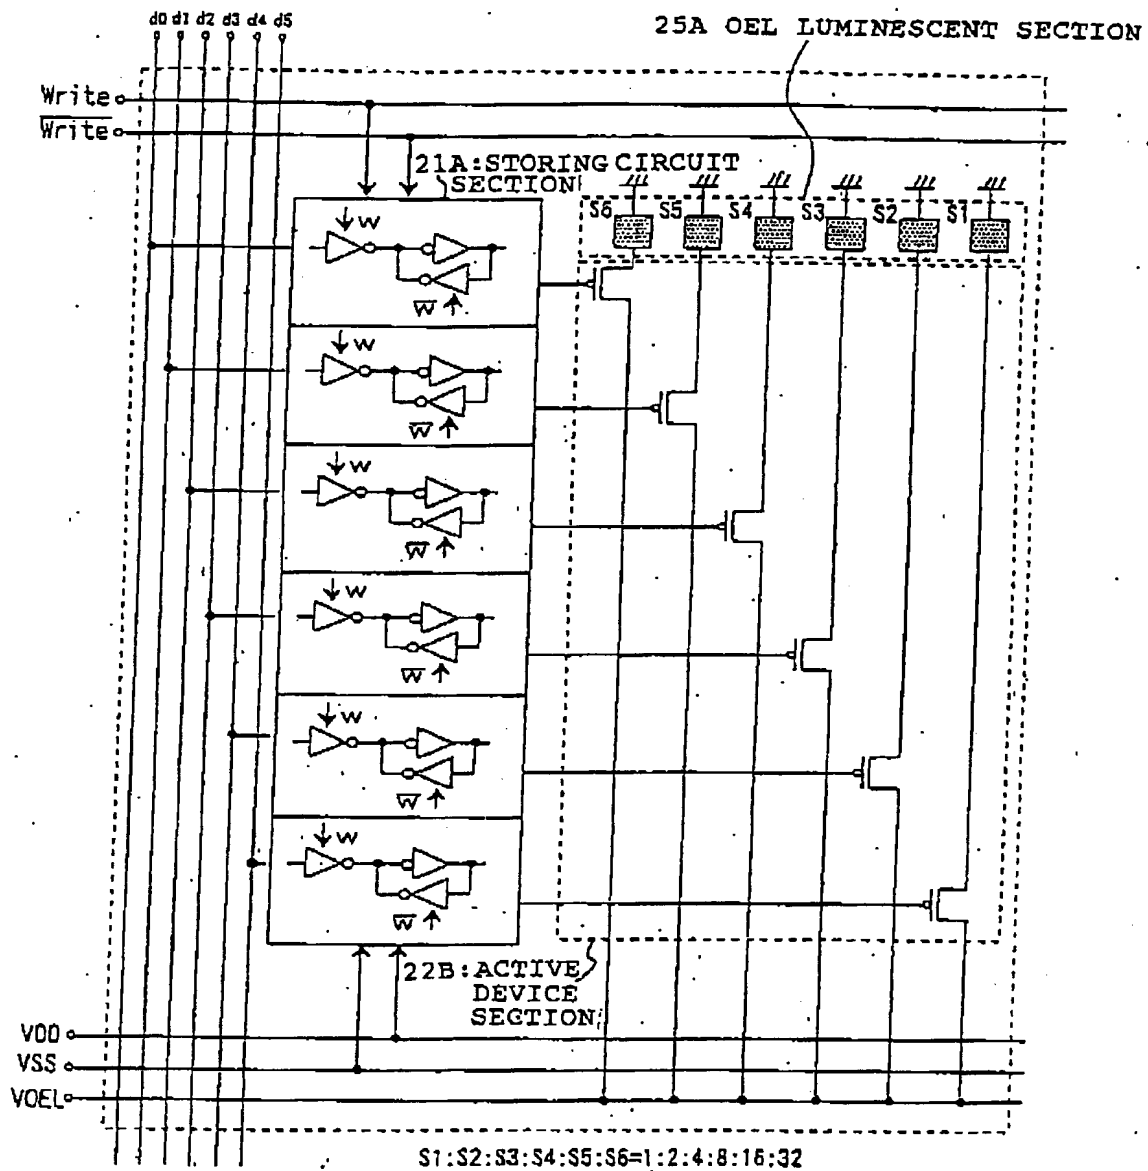 d0 d1 d2 d3 d4 d5
25A OEL LUMINESCENT SECTION
Write
Write
21A:STORING CIRCUIT
SECTION
S6 S5 S4 S3 S2 S1
W
W
W
W
W
W
W
W
W
W
W
W
22B:ACTIVE
DEVICE
SECTION
VDD
VSS
VOEL
S1:S2:S3:S4:S5:S6=1:2:4:8:16:32